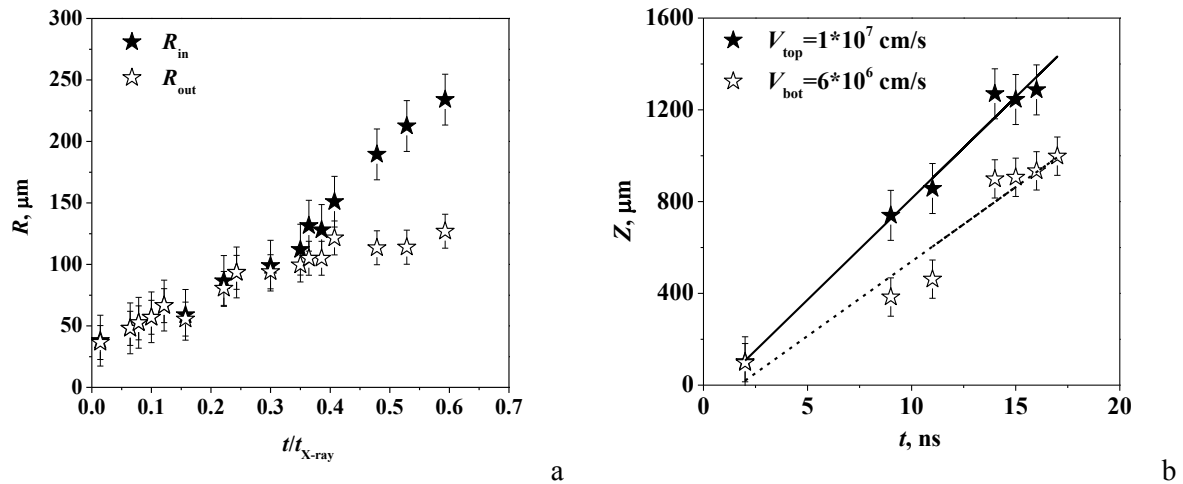 300
250
200
150
100
50
0
R, μm
R_in
R_out
0.0 0.1 0.2 0.3 0.4 0.5 0.6 0.7
t/t_X-ray
a
1600
1200
800
400
0
Z, μm
V_top=1*10^7 cm/s
V_bot=6*10^6 cm/s
0 5 10 15 20
t, ns
b